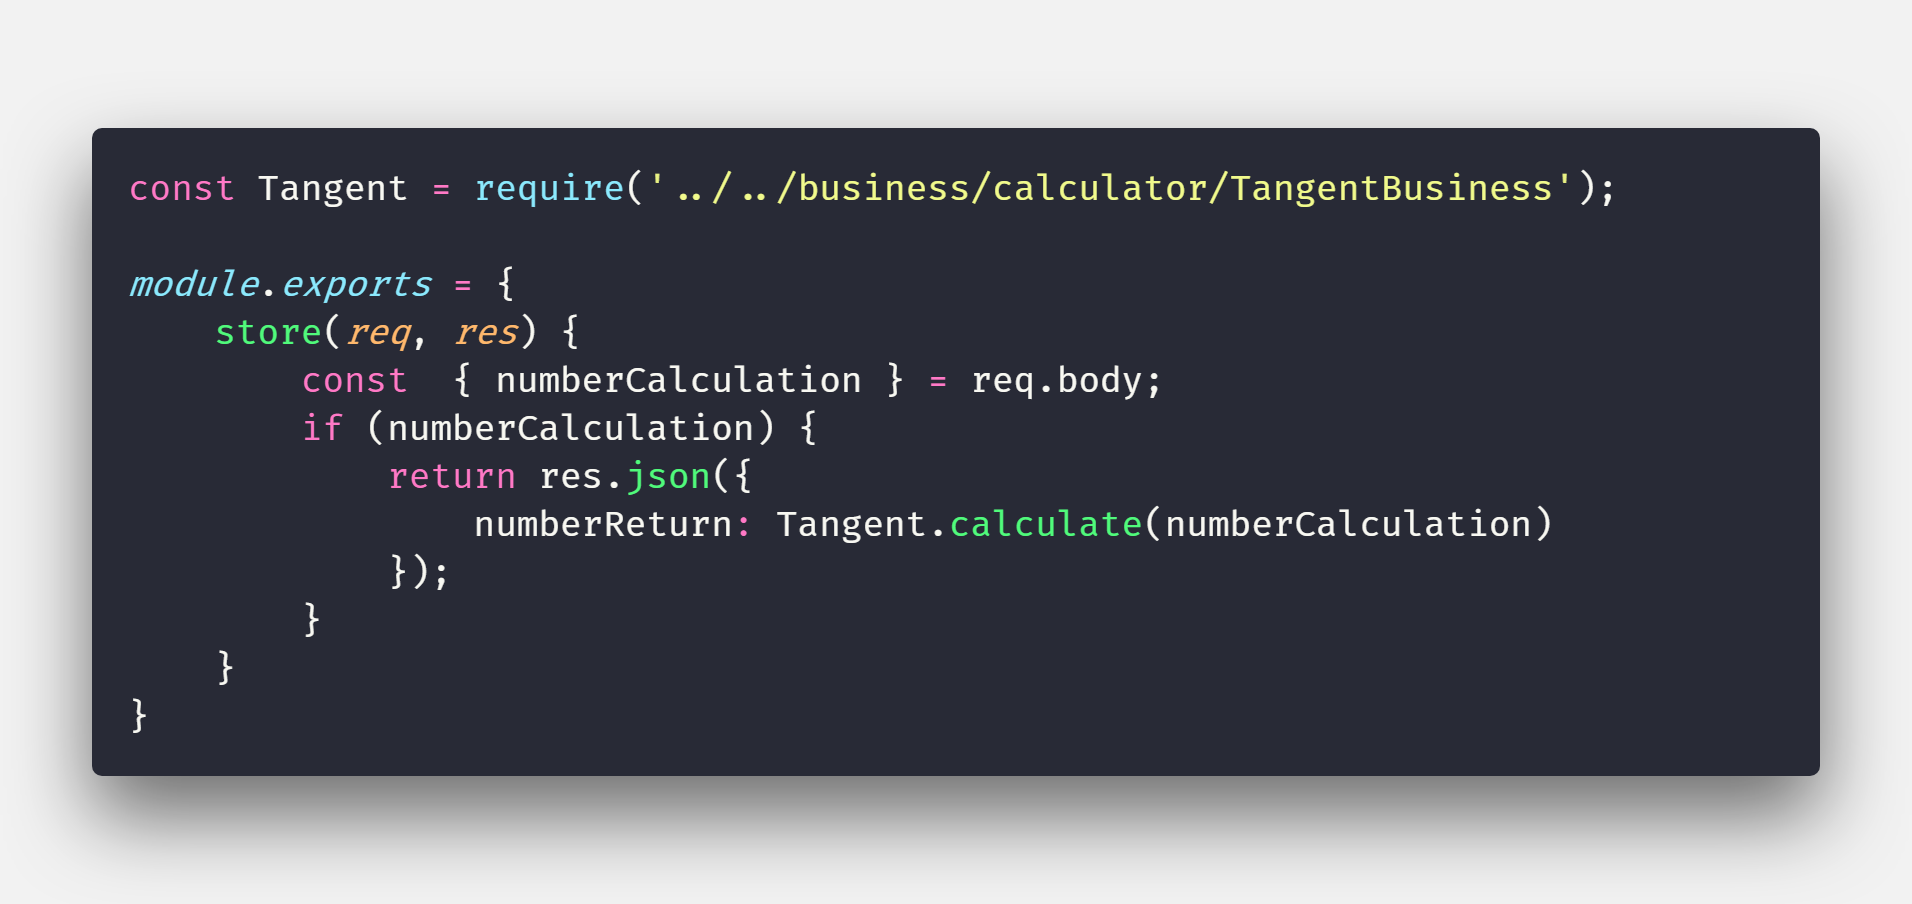 const Tangent = require('../../business/calculator/TangentBusiness');

module.exports = {
    store(req, res) {
        const  { numberCalculation } = req.body;
        if (numberCalculation) {
            return res.json({
                numberReturn: Tangent.calculate(numberCalculation)
            });
        }
    }
}